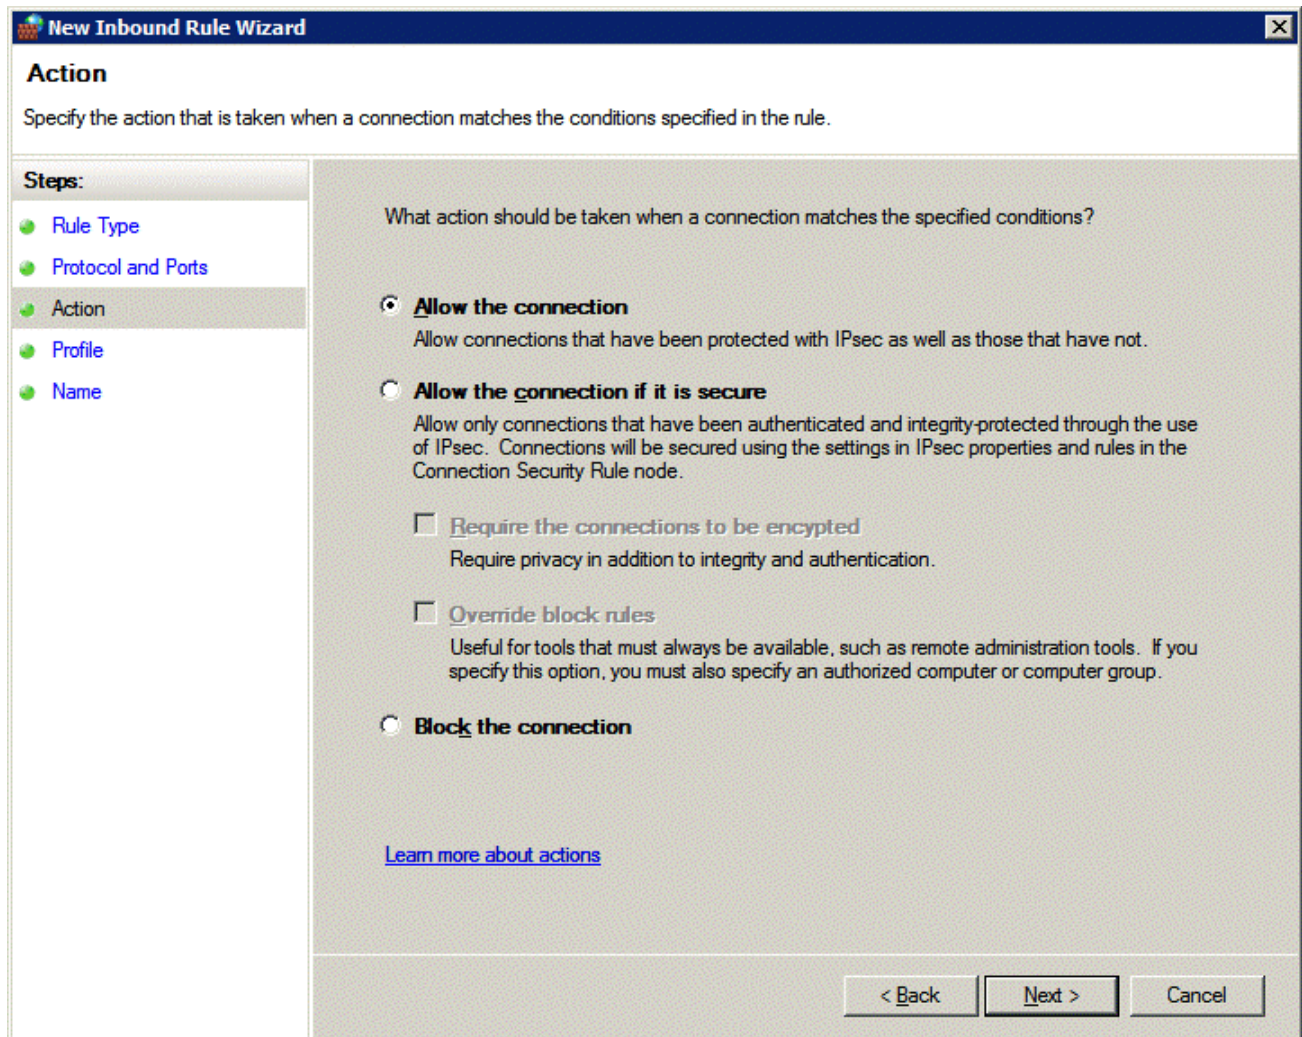 New Inbound Rule Wizard
Action
Specify the action that is taken when a connection matches the conditions specified in the rule.
Steps:
Rule Type
Protocol and Ports
Action
Profile
Name
What action should be taken when a connection matches the specified conditions?
Allow the connection
Allow connections that have been protected with IPsec as well as those that have not.
Allow the connection if it is secure
Allow only connections that have been authenticated and integrity-protected through the use
of IPsec. Connections will be secured using the settings in IPsec properties and rules in the
Connection Security Rule node.
Require the connections to be encrypted
Require privacy in addition to integrity and authentication.
Override block rules
Useful for tools that must always be available, such as remote administration tools. If you
specify this option, you must also specify an authorized computer or computer group.
Block the connection
Learn more about actions
< Back
Next >
Cancel